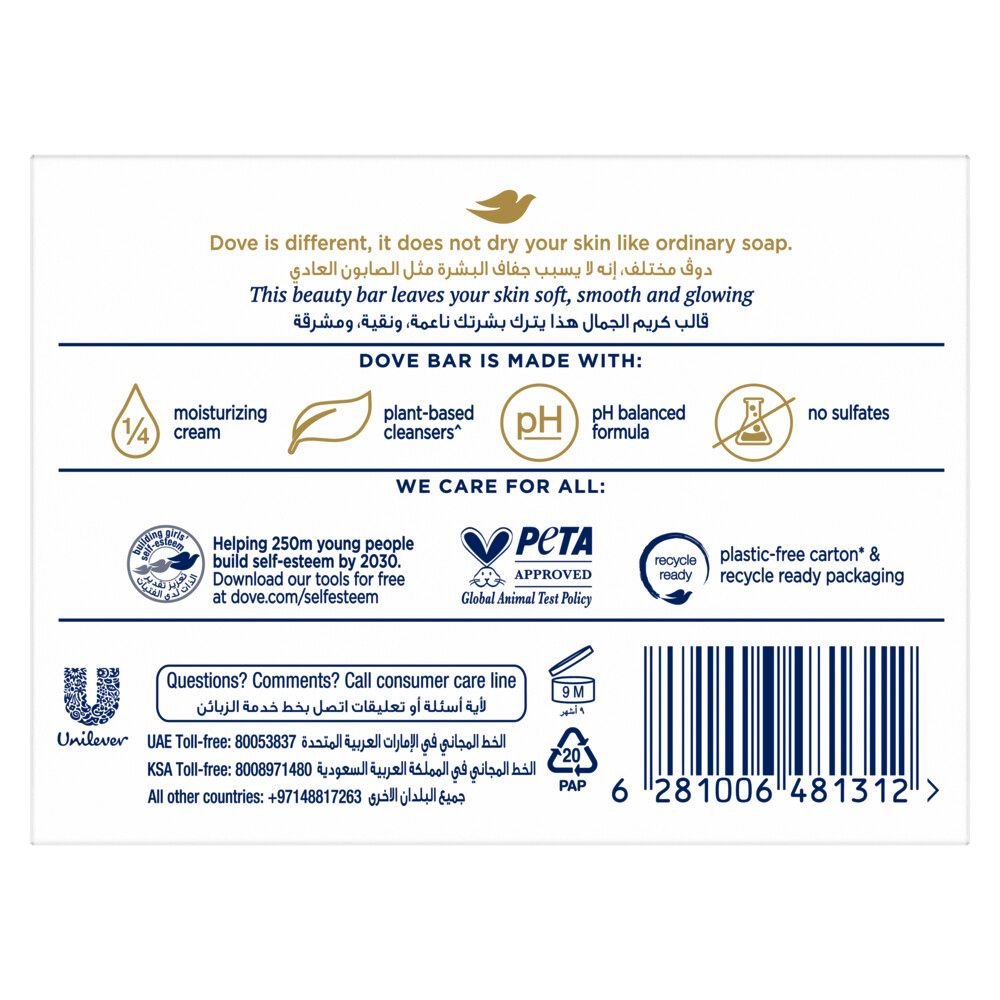 Dove is different, it does not dry your skin like ordinary soap.
دوڤ مختلف، إنه لا يسبب جفاف البشرة مثل الصابون العادي
This beauty bar leaves your skin soft, smooth and glowing
قالب كريم الجمال هذا يترك بشرتك ناعمة، ونقية، ومشرقة
DOVE BAR IS MADE WITH:
1/4
moisturizing
cream
plant-based
cleansers^
pH
pH balanced
formula
no sulfates
WE CARE FOR ALL:
building girls'
self-esteem
تعزيز تقدير
الذات لدى الفتيات
Helping 250m young people
build self-esteem by 2030.
Download our tools for free
at dove.com/selfesteem
PETA
APPROVED
Global Animal Test Policy
recycle
ready
plastic-free carton* &
recycle ready packaging
Unilever
Questions? Comments? Call consumer care line
لأية أسئلة أو تعليقات اتصل بخط خدمة الزبائن
UAE Toll-free: 80053837 الخط المجاني في الإمارات العربية المتحدة
KSA Toll-free: 8008971480 الخط المجاني في المملكة العربية السعودية
All other countries: +97148817263 جميع البلدان الأخرى
9 M
٩ أشهر
20
PAP
6 281006 481312 >